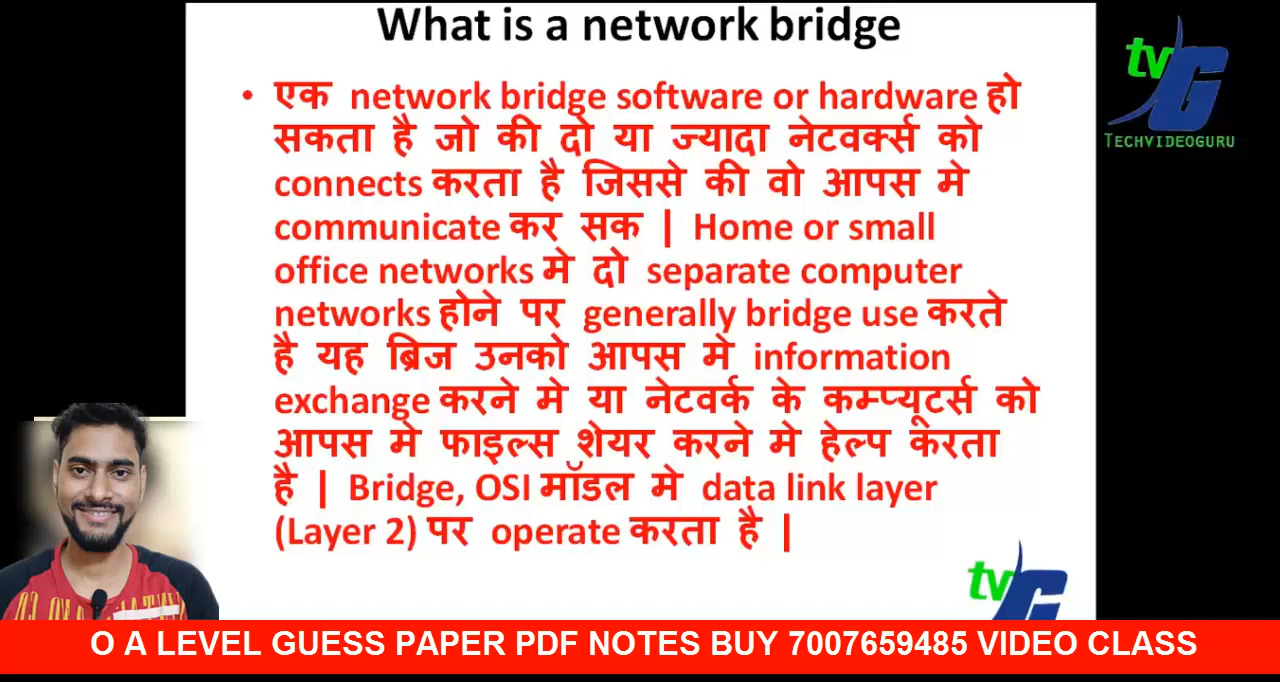 What is a network bridge
• एक network bridge software or hardware हो
सकता है जो की दो या ज्यादा नेटवर्क्स को
connects करता है जिससे की वो आपस मे
communicate कर सक | Home or small
office networks मे दो separate computer
networks होने पर generally bridge use करते
है यह ब्रिज उनको आपस मे information
exchange करने मे या नेटवर्क के कम्प्यूटर्स को
आपस मे फाइल्स शेयर करने मे हेल्प करता
है | Bridge, OSI मॉडल मे data link layer
(Layer 2) पर operate करता है |
tvG
TECHVIDEOGURU
tvG
O A LEVEL GUESS PAPER PDF NOTES BUY 7007659485 VIDEO CLASS